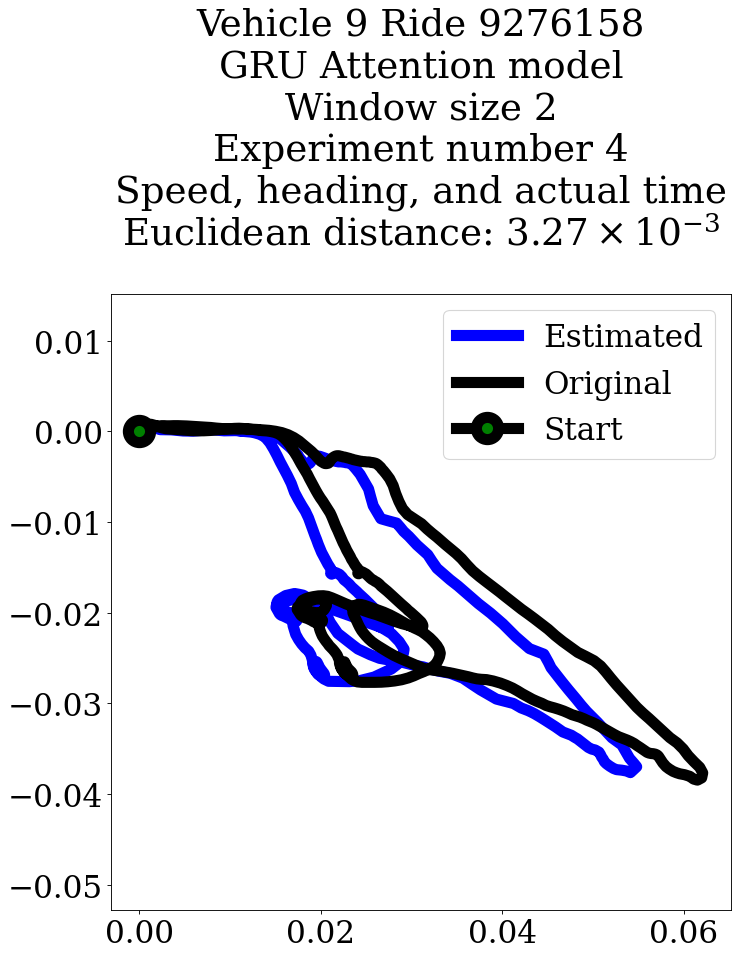 Vehicle 9 Ride 9276158
GRU Attention model
Window size 2
Experiment number 4
Speed, heading, and actual time
Euclidean distance: 3.27 × 10⁻³
Estimated
Original
Start
0.01
0.00
−0.01
−0.02
−0.03
−0.04
−0.05
0.00 0.02 0.04 0.06